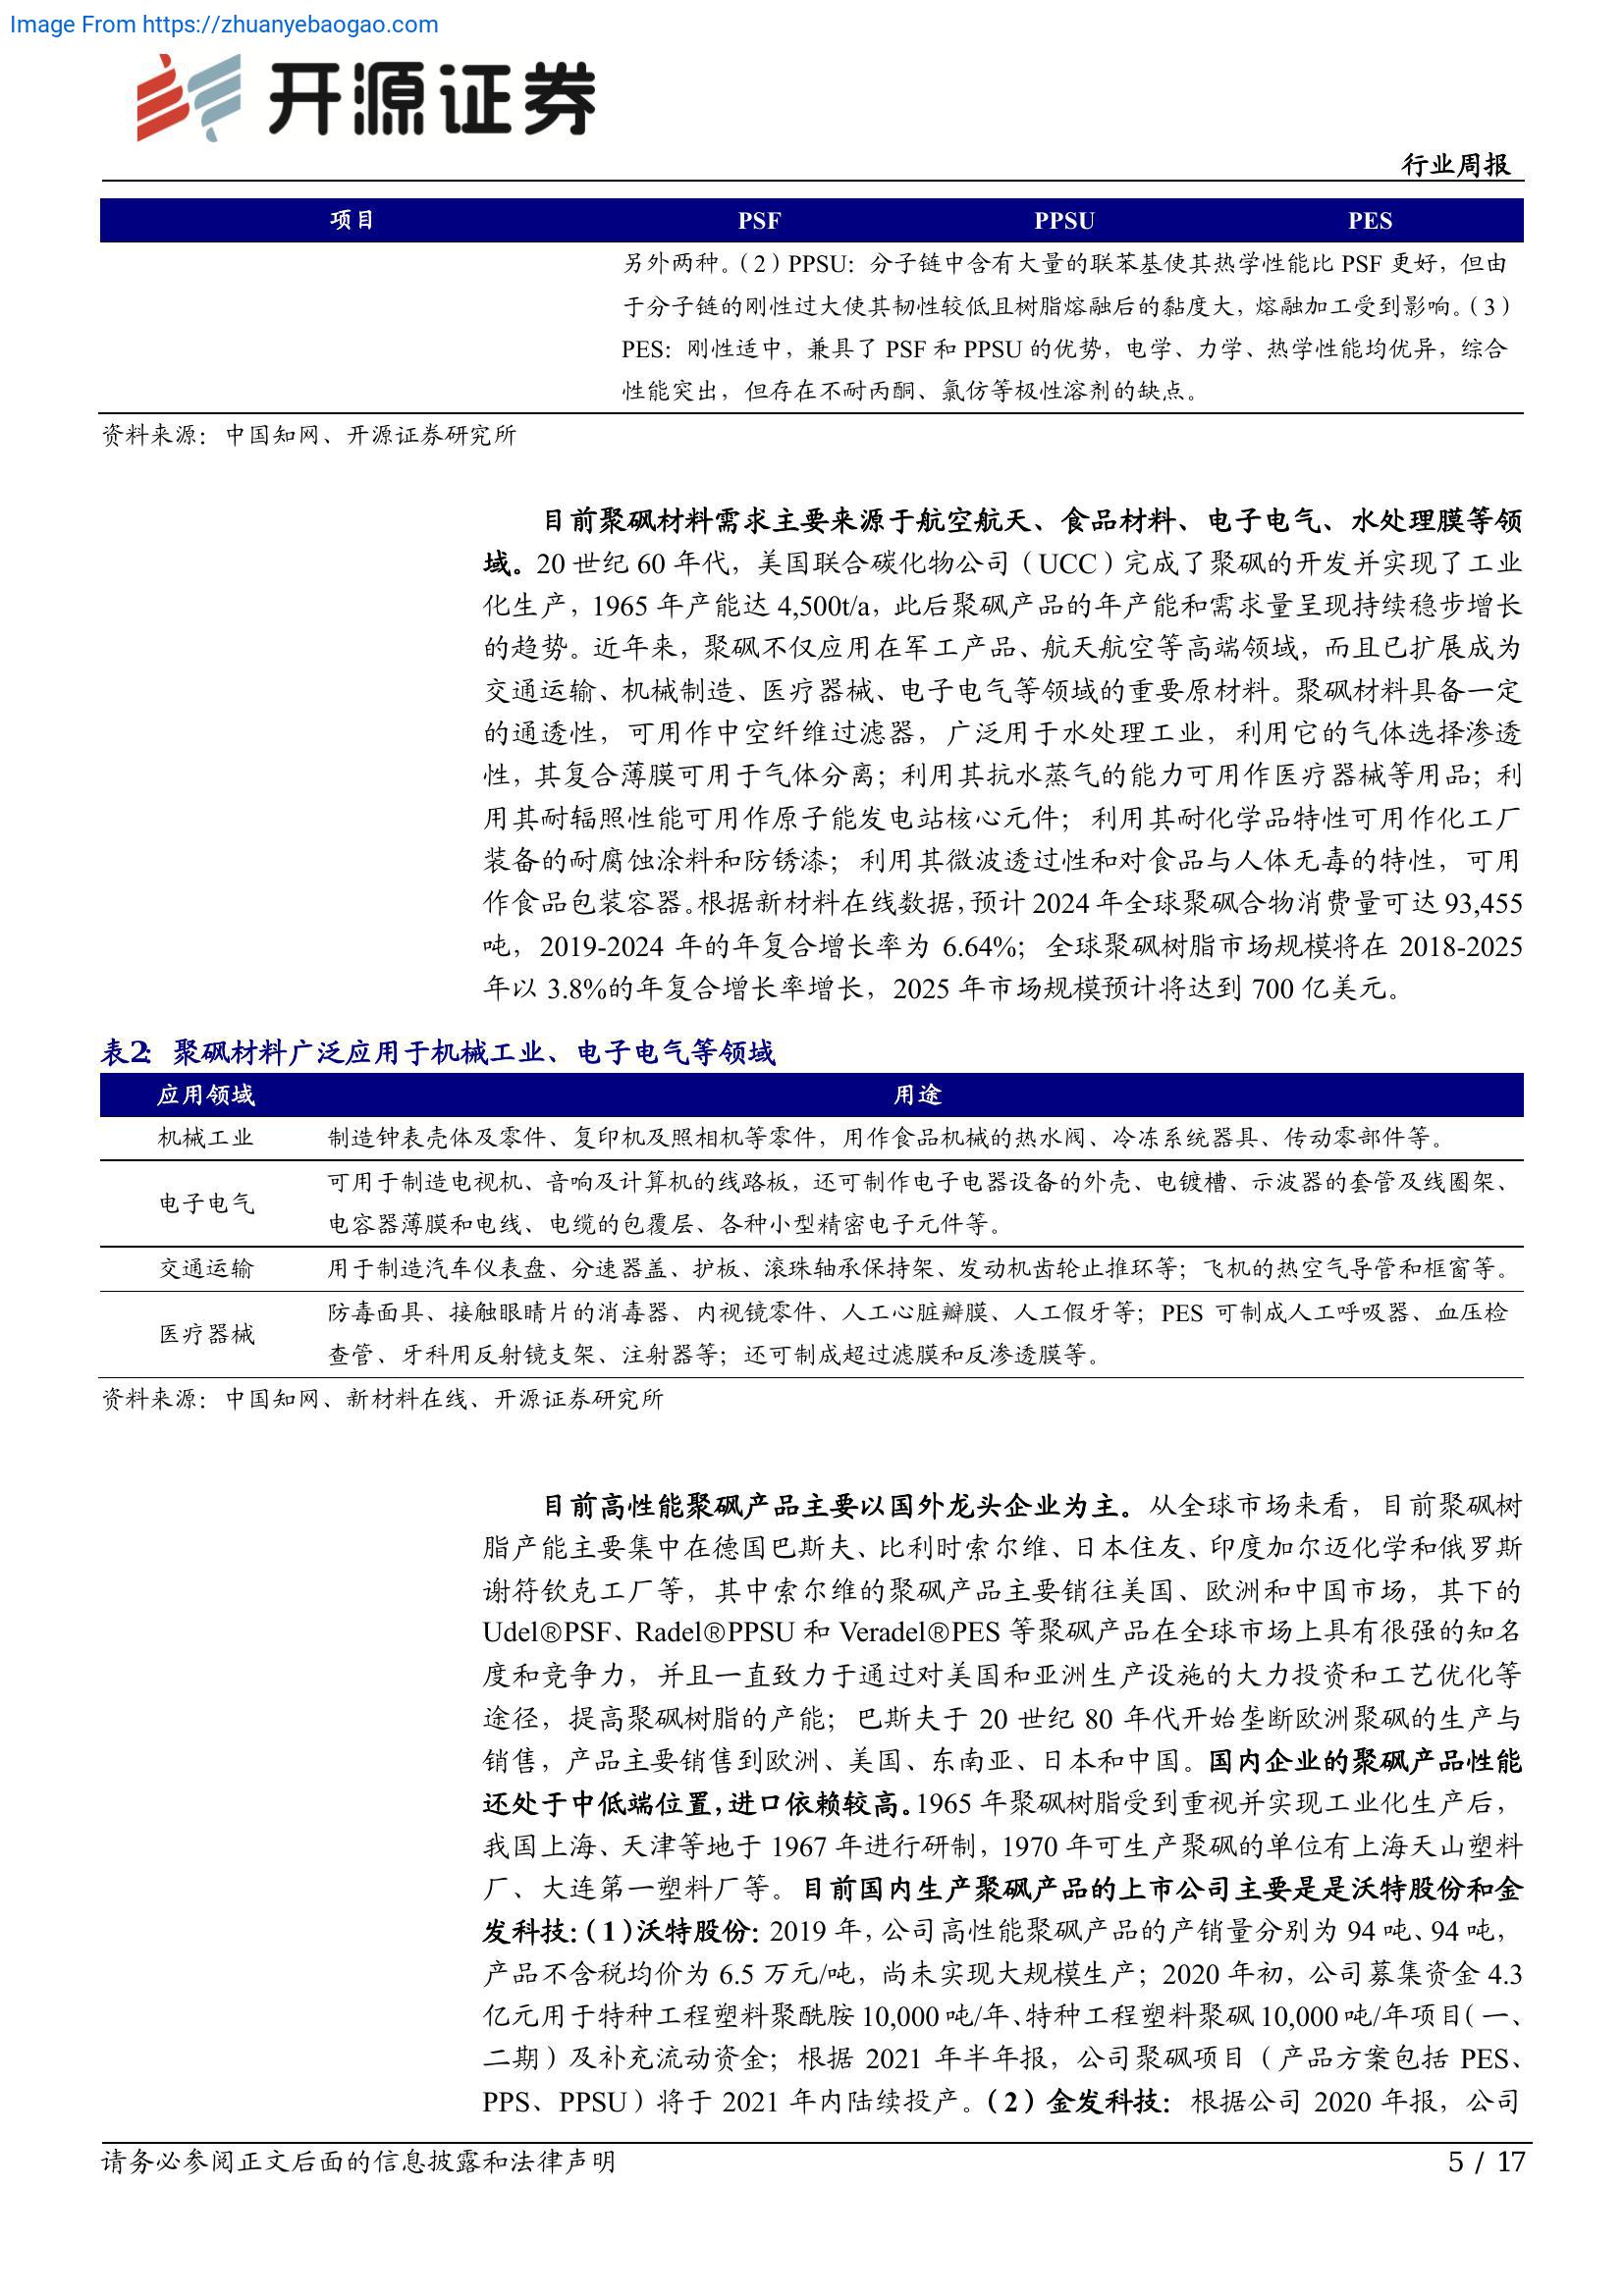 Image From https://zhuanyebaogao.com
开源证券
行业周报
项目 PSF PPSU PES
另外两种。（2）PPSU：分子链中含有大量的联苯基使其热学性能比 PSF 更好，但由
于分子链的刚性过大使其韧性较低且树脂熔融后的黏度大，熔融加工受到影响。（3）
PES：刚性适中，兼具了 PSF 和 PPSU 的优势，电学、力学、热学性能均优异，综合
性能突出，但存在不耐丙酮、氯仿等极性溶剂的缺点。
资料来源：中国知网、开源证券研究所
目前聚砜材料需求主要来源于航空航天、食品材料、电子电气、水处理膜等领
域。20 世纪 60 年代，美国联合碳化物公司（UCC）完成了聚砜的开发并实现了工业
化生产，1965 年产能达 4,500t/a，此后聚砜产品的年产能和需求量呈现持续稳步增长
的趋势。近年来，聚砜不仅应用在军工产品、航天航空等高端领域，而且已扩展成为
交通运输、机械制造、医疗器械、电子电气等领域的重要原材料。聚砜材料具备一定
的通透性，可用作中空纤维过滤器，广泛用于水处理工业，利用它的气体选择渗透
性，其复合薄膜可用于气体分离；利用其抗水蒸气的能力可用作医疗器械等用品；利
用其耐辐照性能可用作原子能发电站核心元件；利用其耐化学品特性可用作化工厂
装备的耐腐蚀涂料和防锈漆；利用其微波透过性和对食品与人体无毒的特性，可用
作食品包装容器。根据新材料在线数据，预计 2024 年全球聚砜合物消费量可达 93,455
吨，2019-2024 年的年复合增长率为 6.64%；全球聚砜树脂市场规模将在 2018-2025
年以 3.8%的年复合增长率增长，2025 年市场规模预计将达到 700 亿美元。
表2：聚砜材料广泛应用于机械工业、电子电气等领域
应用领域 用途
机械工业 制造钟表壳体及零件、复印机及照相机等零件，用作食品机械的热水阀、冷冻系统器具、传动零部件等。
电子电气 可用于制造电视机、音响及计算机的线路板，还可制作电子电器设备的外壳、电镀槽、示波器的套管及线圈架、
电容器薄膜和电线、电缆的包覆层、各种小型精密电子元件等。
交通运输 用于制造汽车仪表盘、分速器盖、护板、滚珠轴承保持架、发动机齿轮止推环等；飞机的热空气导管和框窗等。
医疗器械 防毒面具、接触眼睛片的消毒器、内视镜零件、人工心脏瓣膜、人工假牙等；PES 可制成人工呼吸器、血压检
查管、牙科用反射镜支架、注射器等；还可制成超过滤膜和反渗透膜等。
资料来源：中国知网、新材料在线、开源证券研究所
目前高性能聚砜产品主要以国外龙头企业为主。从全球市场来看，目前聚砜树
脂产能主要集中在德国巴斯夫、比利时索尔维、日本住友、印度加尔迈化学和俄罗斯
谢符钦克工厂等，其中索尔维的聚砜产品主要销往美国、欧洲和中国市场，其下的
Udel®PSF、Radel®PPSU 和 Veradel®PES 等聚砜产品在全球市场上具有很强的知名
度和竞争力，并且一直致力于通过对美国和亚洲生产设施的大力投资和工艺优化等
途径，提高聚砜树脂的产能；巴斯夫于 20 世纪 80 年代开始垄断欧洲聚砜的生产与
销售，产品主要销售到欧洲、美国、东南亚、日本和中国。国内企业的聚砜产品性能
还处于中低端位置，进口依赖较高。1965 年聚砜树脂受到重视并实现工业化生产后，
我国上海、天津等地于 1967 年进行研制，1970 年可生产聚砜的单位有上海天山塑料
厂、大连第一塑料厂等。目前国内生产聚砜产品的上市公司主要是是沃特股份和金
发科技：（1）沃特股份：2019 年，公司高性能聚砜产品的产销量分别为 94 吨、94 吨，
产品不含税均价为 6.5 万元/吨，尚未实现大规模生产；2020 年初，公司募集资金 4.3
亿元用于特种工程塑料聚酰胺 10,000 吨/年、特种工程塑料聚砜 10,000 吨/年项目（一、
二期）及补充流动资金；根据 2021 年半年报，公司聚砜项目（产品方案包括 PES、
PPS、PPSU）将于 2021 年内陆续投产。（2）金发科技：根据公司 2020 年报，公司
请务必参阅正文后面的信息披露和法律声明 5 / 17